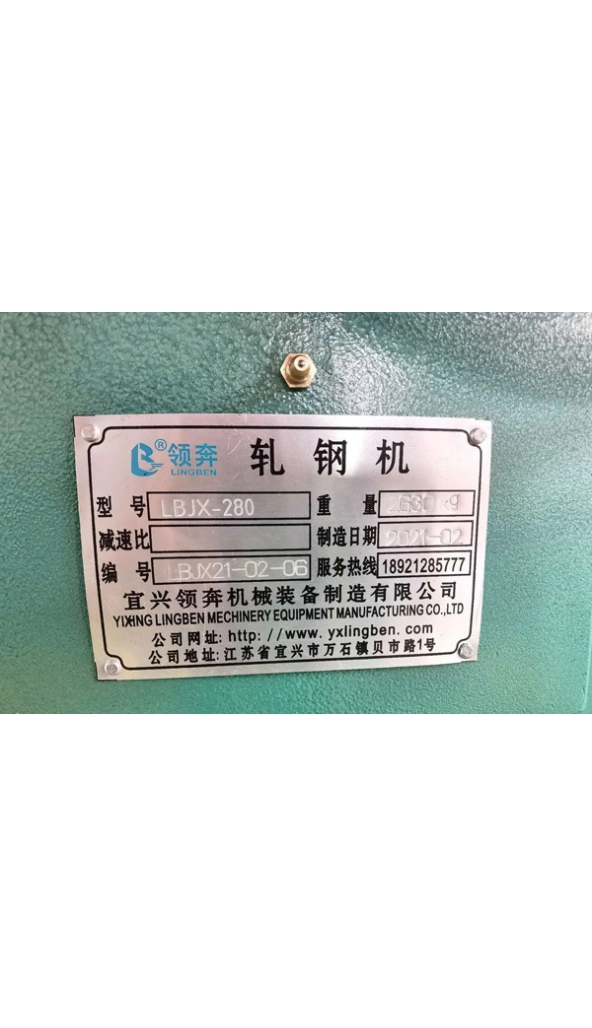 ®领奔
LINGBEN
轧钢机
型号 LBJX-280 重量
减速比 制造日期 2021-02
编号 LBJX21-02-06 服务热线 18921285777
宜兴领奔机械装备制造有限公司
YIXING LINGBEN MECHINERY EQUIPMENT MANUFACTURING CO.,LTD
公司网址: http://www.yxlingben.com
公司地址: 江苏省宜兴市万石镇贝市路1号